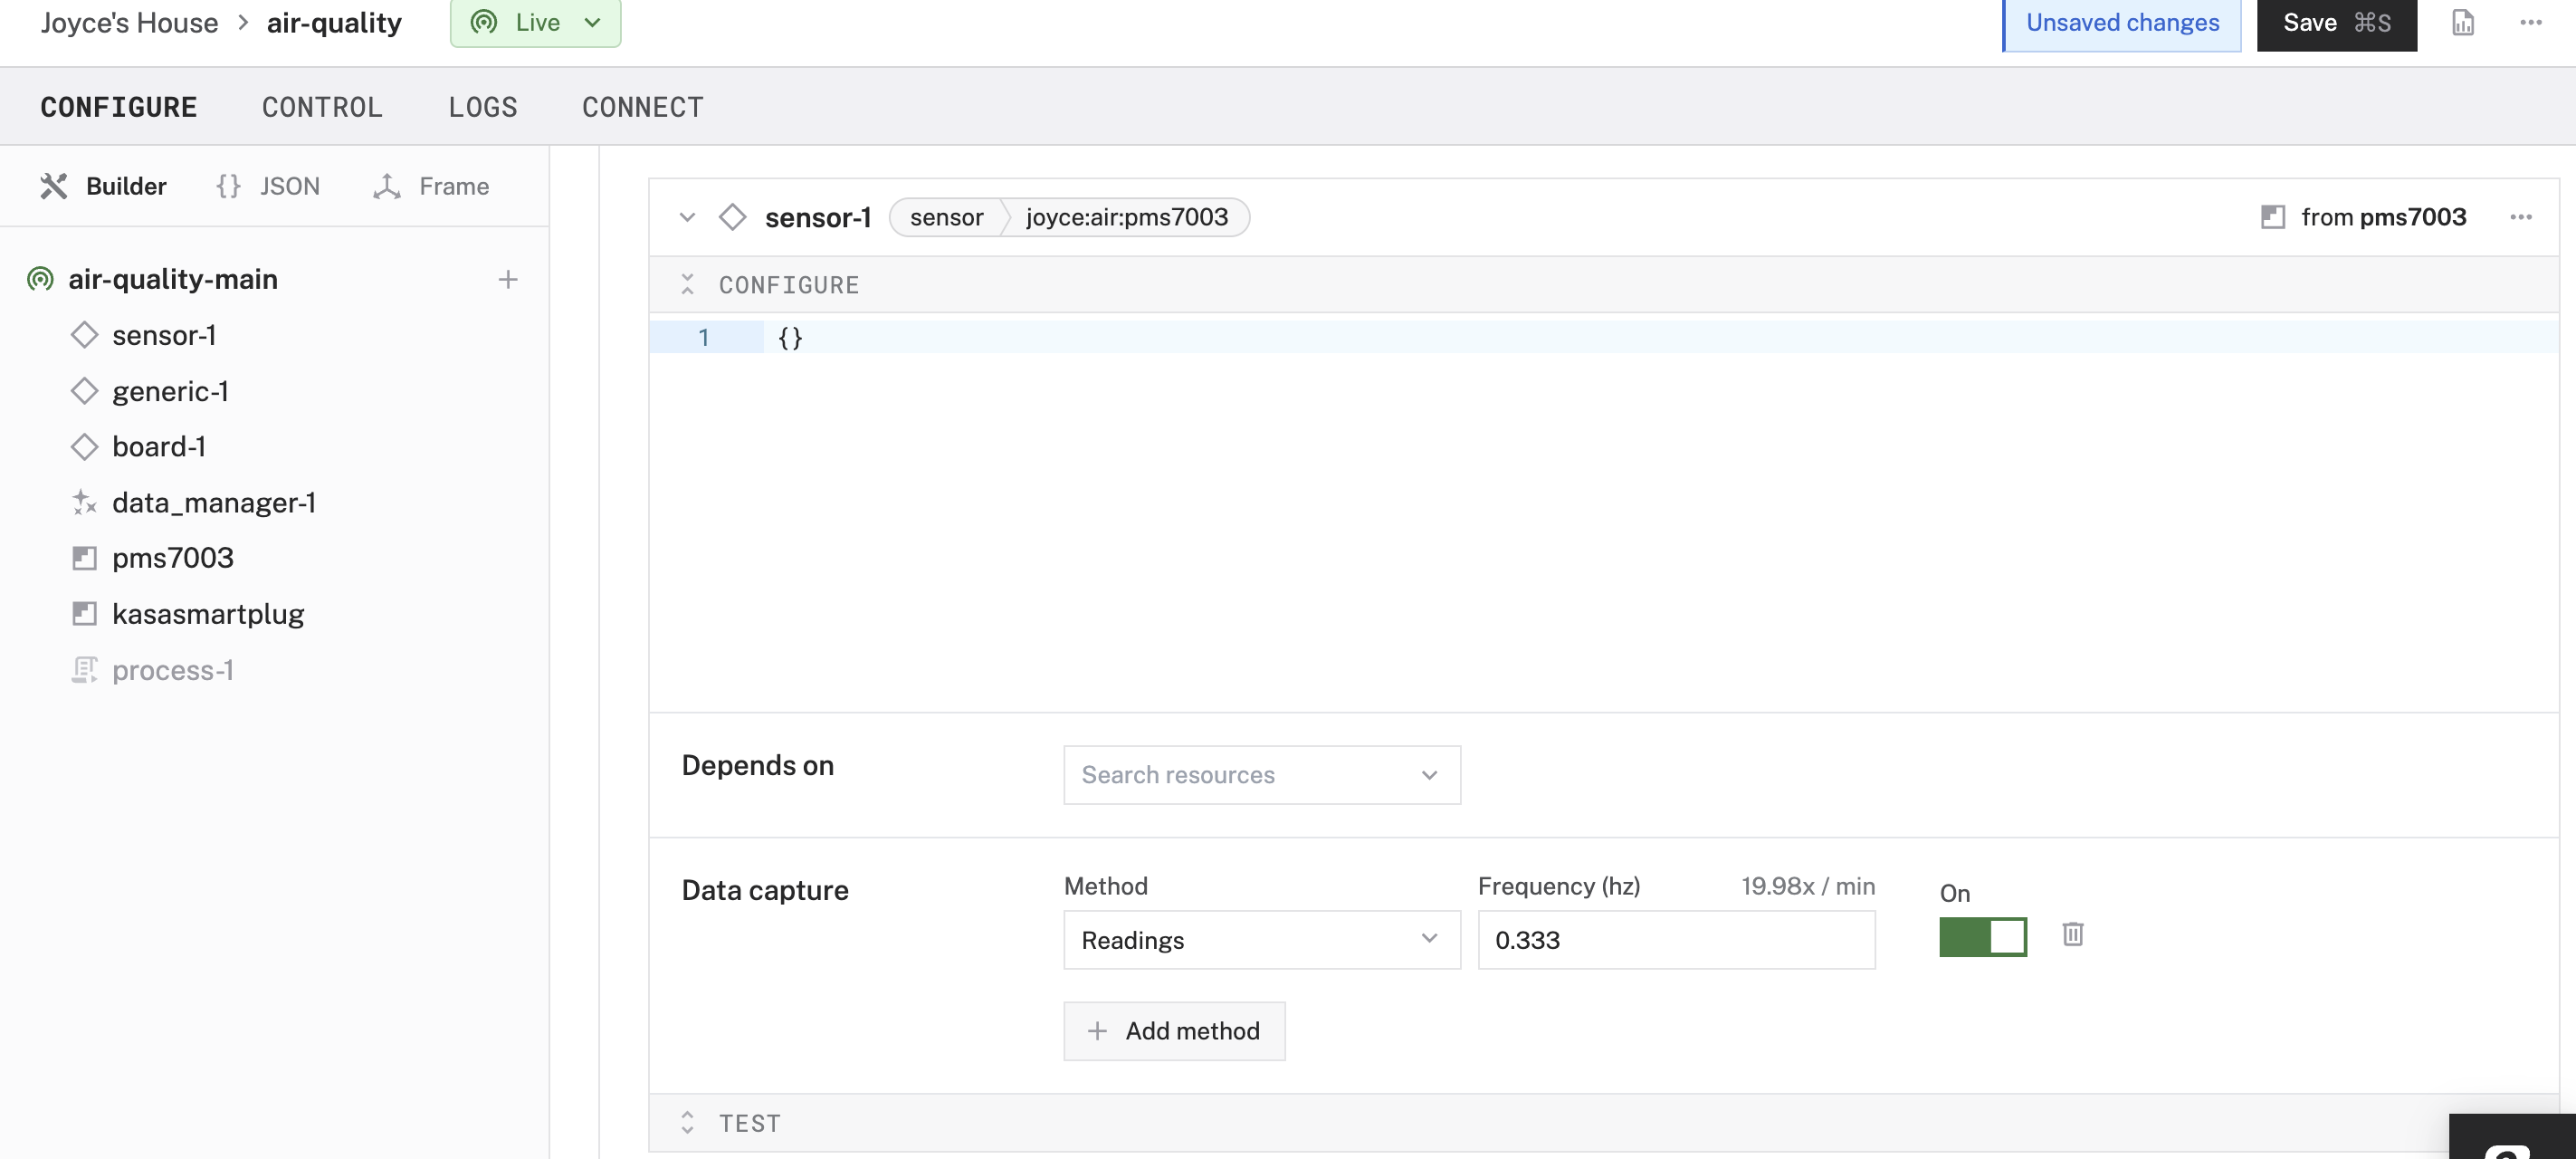 Joyce's House > air-quality Live Unsaved changes Save ⌘S
CONFIGURE CONTROL LOGS CONNECT
Builder {} JSON Frame
air-quality-main
sensor-1
generic-1
board-1
data_manager-1
pms7003
kasasmartplug
process-1
sensor-1 sensor joyce:air:pms7003 from pms7003
CONFIGURE
1 {}
Depends on Search resources
Data capture
Method Frequency (hz) 19.98x / min On
Readings 0.333
+ Add method
TEST